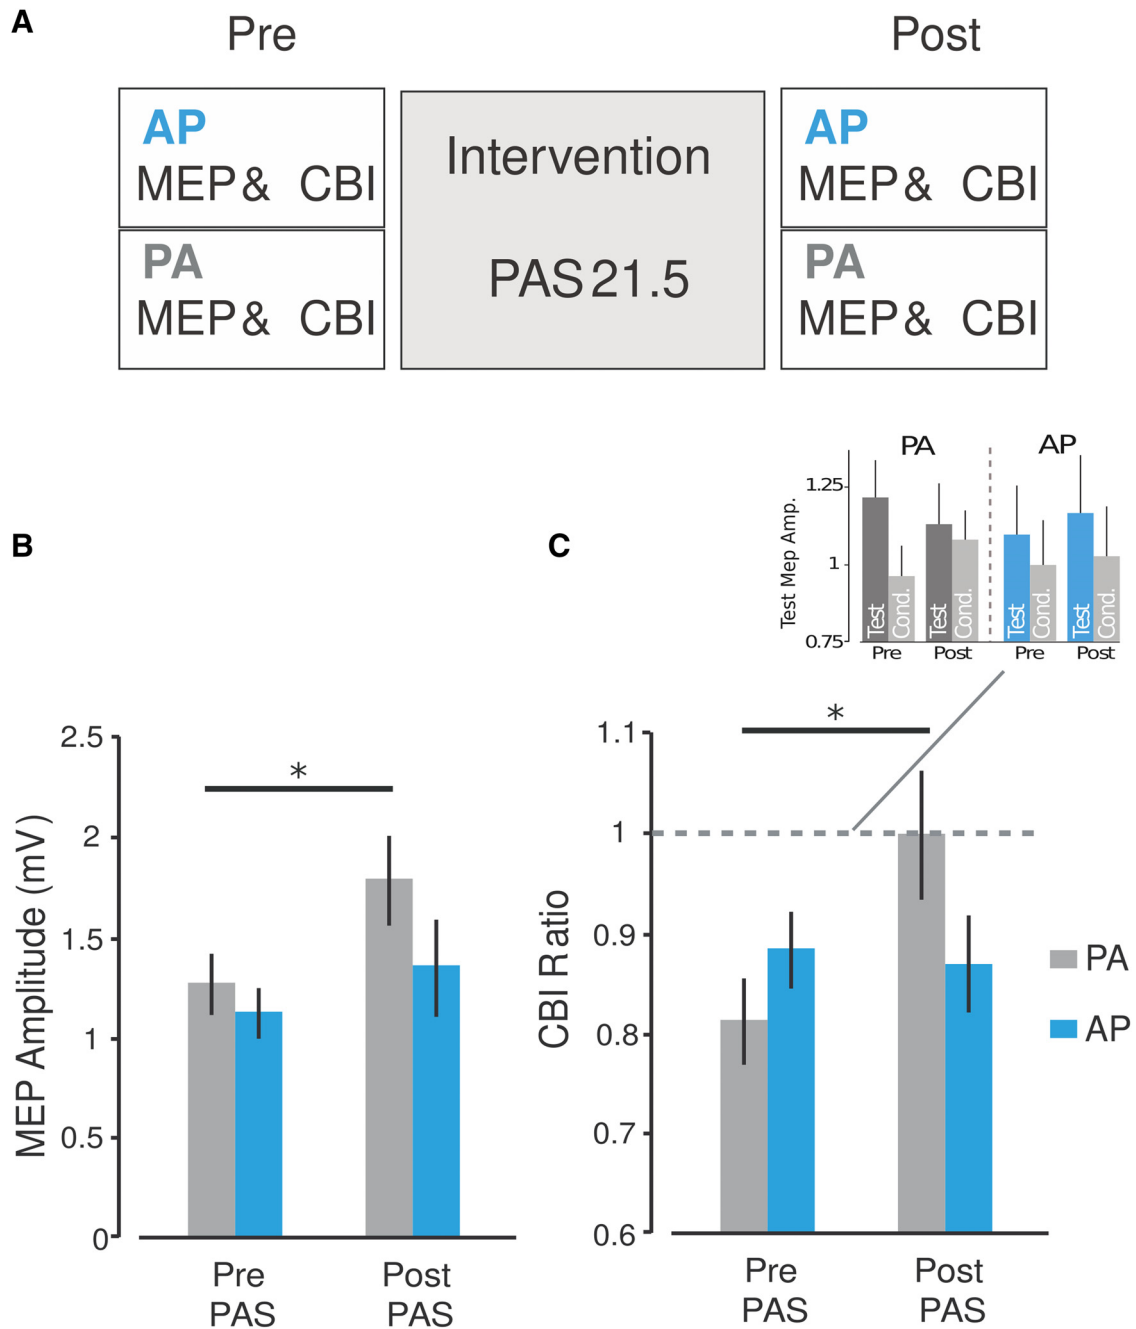 A
Pre
Post
AP
MEP & CBI
PA
MEP & CBI
Intervention
PAS 21.5
AP
MEP & CBI
PA
MEP & CBI
B
MEP Amplitude (mV)
2.5
2
1.5
1
0.5
0
*
Pre
PAS
Post
PAS
C
Test Mep Amp.
1.25
1
0.75
PA
AP
Test
Cond.
Test
Cond.
Test
Cond.
Test
Cond.
Pre
Post
Pre
Post
CBI Ratio
1.1
1
0.9
0.8
0.7
0.6
*
Pre
PAS
Post
PAS
PA
AP